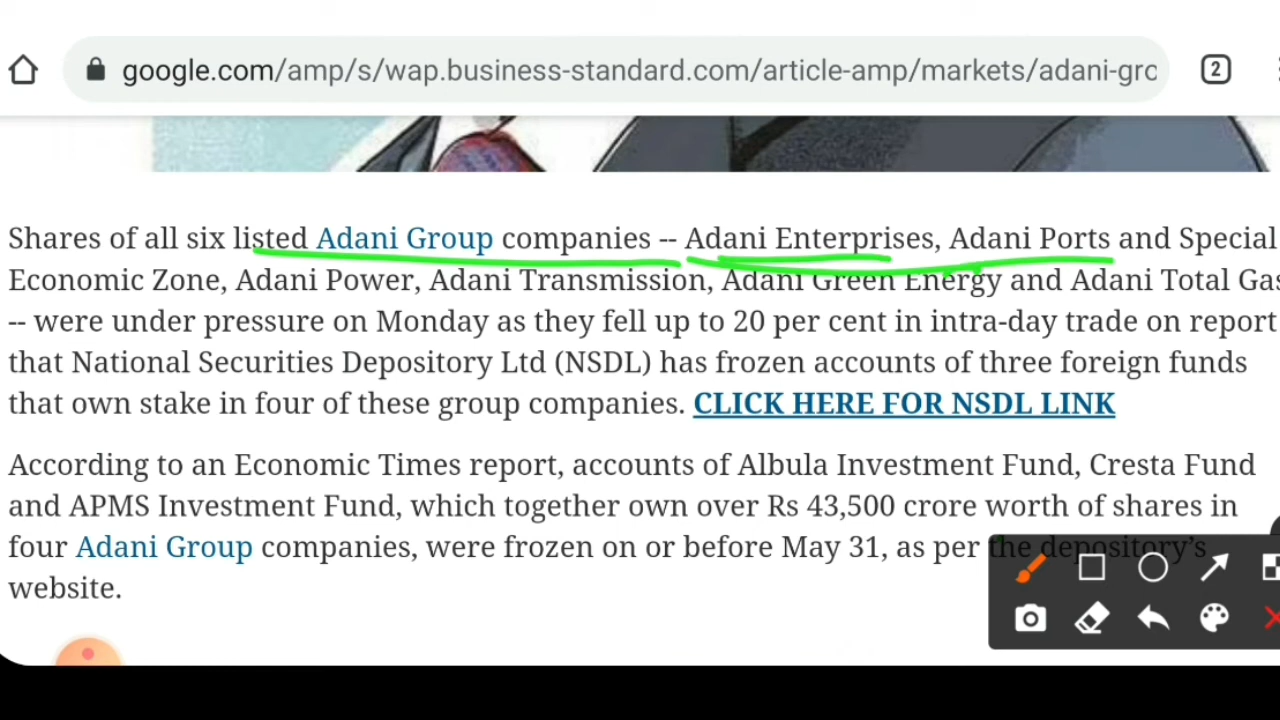 google.com/amp/s/wap.business-standard.com/article-amp/markets/adani-grc
2
Shares of all six listed Adani Group companies -- Adani Enterprises, Adani Ports and Special
Economic Zone, Adani Power, Adani Transmission, Adani Green Energy and Adani Total Gas
-- were under pressure on Monday as they fell up to 20 per cent in intra-day trade on report
that National Securities Depository Ltd (NSDL) has frozen accounts of three foreign funds
that own stake in four of these group companies. CLICK HERE FOR NSDL LINK
According to an Economic Times report, accounts of Albula Investment Fund, Cresta Fund
and APMS Investment Fund, which together own over Rs 43,500 crore worth of shares in
four Adani Group companies, were frozen on or before May 31, as per the depository's
website.